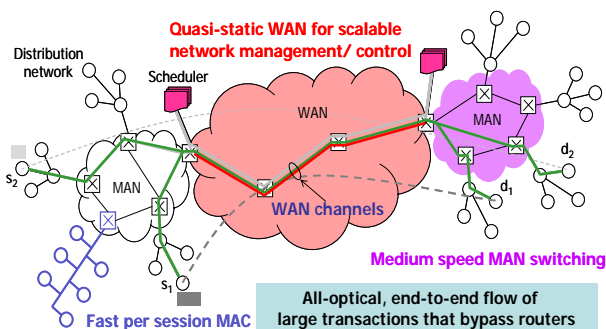 Quasi-static WAN for scalable
network management/ control
Distribution
network
Scheduler
WAN
MAN
MAN
s2
d2
d1
WAN channels
s1
Medium speed MAN switching
Fast per session MAC
All-optical, end-to-end flow of
large transactions that bypass routers